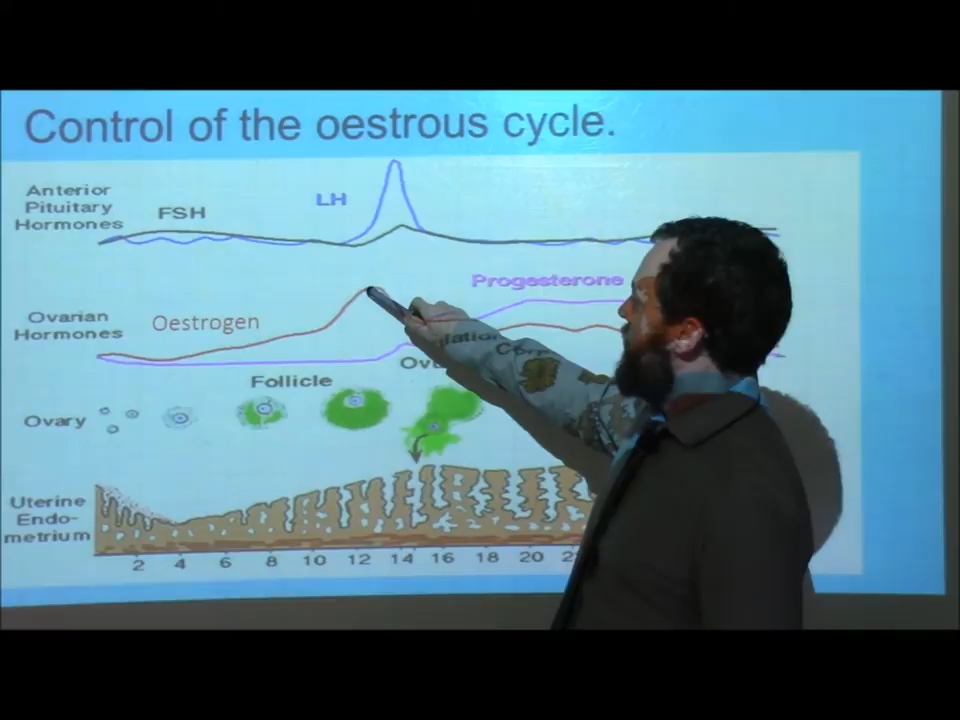 Control of the oestrous cycle.
Anterior
Pituitary
Hormones
FSH
LH
Progesterone
Ovarian
Hormones
Oestrogen
Follicle
Ovary
Uterine
Endo-
metrium
2 4 6 8 10 12 14 16 18 20